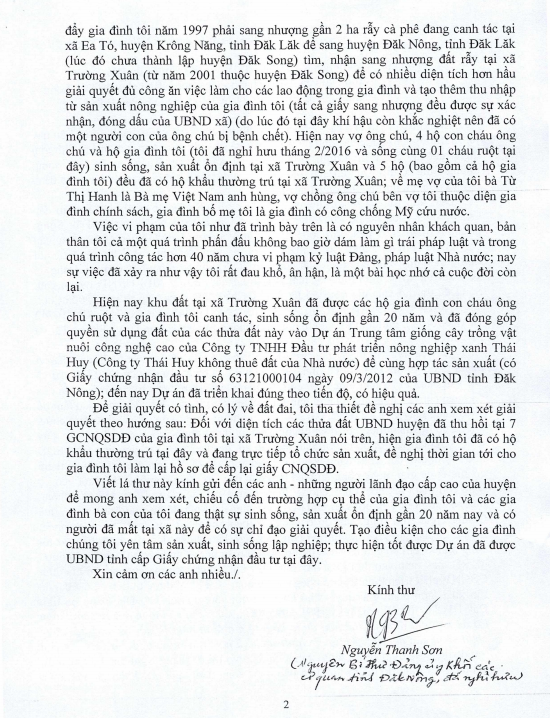 đẩy gia đình tôi năm 1997 phải sang nhượng gần 2 ha rẫy cà phê đang canh tác tại
xã Ea Tó, huyện Krông Năng, tỉnh Đăk Lăk để sang huyện Đăk Nông, tỉnh Đăk Lăk
(lúc đó chưa thành lập huyện Đăk Song) tìm, nhận sang nhượng đất rẫy tại xã
Trường Xuân (từ năm 2001 thuộc huyện Đăk Song) để có nhiều diện tích hơn hầu
giải quyết đủ công ăn việc làm cho các lao động trong gia đình và tạo thêm thu nhập
từ sản xuất nông nghiệp của gia đình tôi (tất cả giấy sang nhượng đều được sự xác
nhận, đóng dấu của UBND xã) (do lúc đó tại đây khí hậu còn khắc nghiệt nên đã có
một người con của ông chú bị bệnh chết). Hiện nay vợ ông chú, 4 hộ con cháu ông
chú và hộ gia đình tôi (tôi đã nghỉ hưu tháng 2/2016 và sống cùng 01 cháu ruột tại
đây) sinh sống, sản xuất ổn định tại xã Trường Xuân và 5 hộ (bao gồm cả hộ gia
đình tôi) đều đã có hộ khẩu thường trú tại xã Trường Xuân; về mẹ vợ của tôi bà Từ
Thị Hanh là Bà mẹ Việt Nam anh hùng, vợ chồng ông chú bên vợ tôi thuộc diện gia
đình chính sách, gia đình bố mẹ tôi là gia đình có công chống Mỹ cứu nước.
Việc vi phạm của tôi như đã trình bày trên là có nguyên nhân khách quan, bản
thân tôi cả một quá trình phấn đấu không bao giờ dám làm gì trái pháp luật và trong
quá trình công tác hơn 40 năm chưa vi phạm kỷ luật Đảng, pháp luật Nhà nước; nay
sự việc đã xảy ra như vậy tôi rất đau khổ, ân hận, là một bài học nhớ cả cuộc đời còn
lại.
Hiện nay khu đất tại xã Trường Xuân đã được các hộ gia đình con cháu ông
chú ruột và gia đình tôi canh tác, sinh sống ổn định gần 20 năm và đã đóng góp
quyền sử dụng đất của các thửa đất này vào Dự án Trung tâm giống cây trồng vật
nuôi công nghệ cao của Công ty TNHH Đầu tư phát triển nông nghiệp xanh Thái
Huy (Công ty Thái Huy không thuê đất của Nhà nước) để cùng hợp tác sản xuất (có
Giấy chứng nhận đầu tư số 63121000104 ngày 09/3/2012 của UBND tỉnh Đăk
Nông); đến nay Dự án đã triển khai đúng theo tiến độ, có hiệu quả.
Để giải quyết có tình, có lý về đất đai, tôi tha thiết đề nghị các anh xem xét giải
quyết theo hướng sau: Đối với diện tích các thửa đất UBND huyện đã thu hồi tại 7
GCNQSDĐ của gia đình tôi tại xã Trường Xuân nói trên, hiện gia đình tôi đã có hộ
khẩu thường trú tại đây và đang trực tiếp tổ chức sản xuất, đề nghị thời gian tới cho
gia đình tôi làm lại hồ sơ để cấp lại giấy CNQSDĐ.
Viết lá thư này kính gửi đến các anh - những người lãnh đạo cấp cao của huyện
để mong anh xem xét, chiếu cố đến trường hợp cụ thể của gia đình tôi và các gia
đình bà con của tôi đang thật sự sinh sống, sản xuất ổn định gần 20 năm nay và có
người đã mất tại xã này để có sự chỉ đạo giải quyết. Tạo điều kiện cho các gia đình
chúng tôi yên tâm sản xuất, sinh sống lập nghiệp; thực hiện tốt được Dự án đã được
UBND tỉnh cấp Giấy chứng nhận đầu tư tại đây.
Xin cảm ơn các anh nhiều./.
Kính thư
Nguyễn Thanh Sơn
(Nguyên Bí thư Đảng ủy Khối các
cơ quan tỉnh Đăk Nông, đã nghỉ hưu)
2